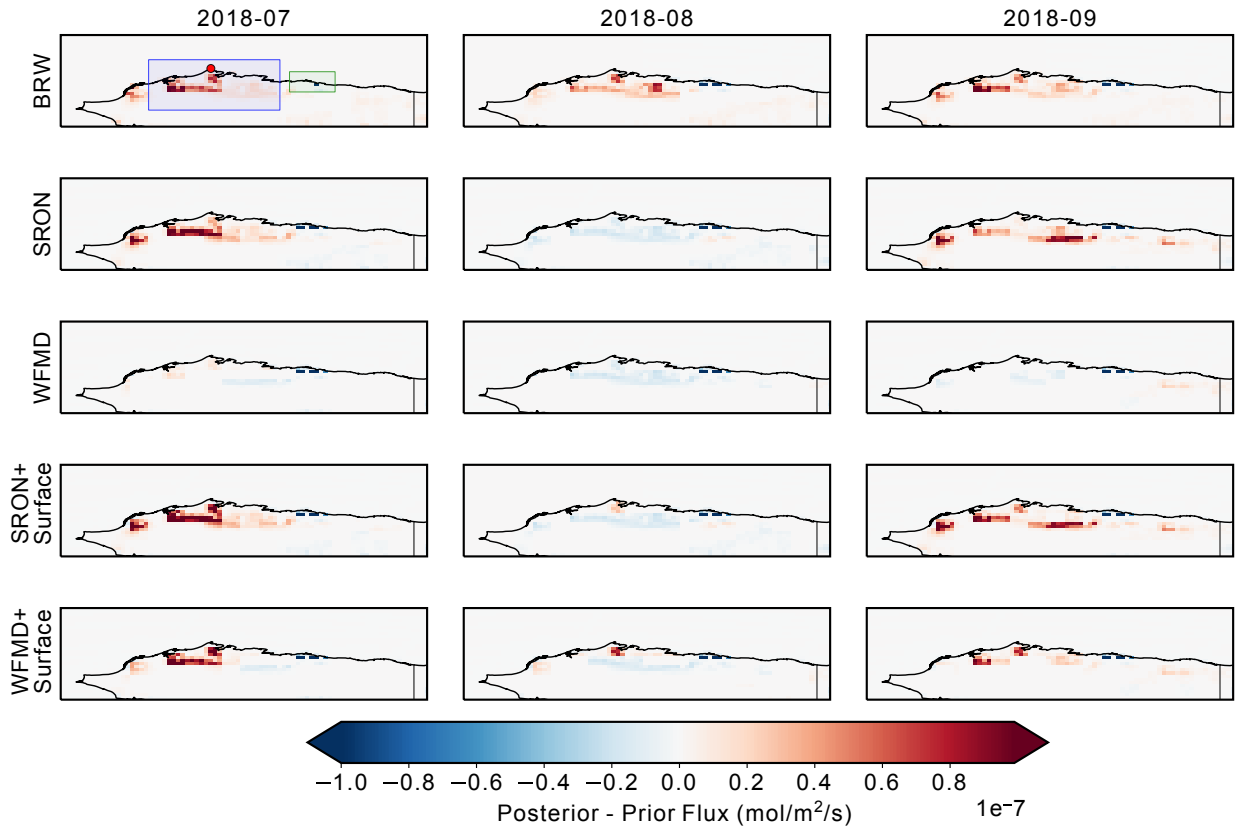 2018-07 2018-08 2018-09
BRW
SRON
WFMD
SRON+
Surface
WFMD+
Surface
−1.0 −0.8 −0.6 −0.4 −0.2 0.0 0.2 0.4 0.6 0.8
1e-7
Posterior - Prior Flux (mol/m²/s)